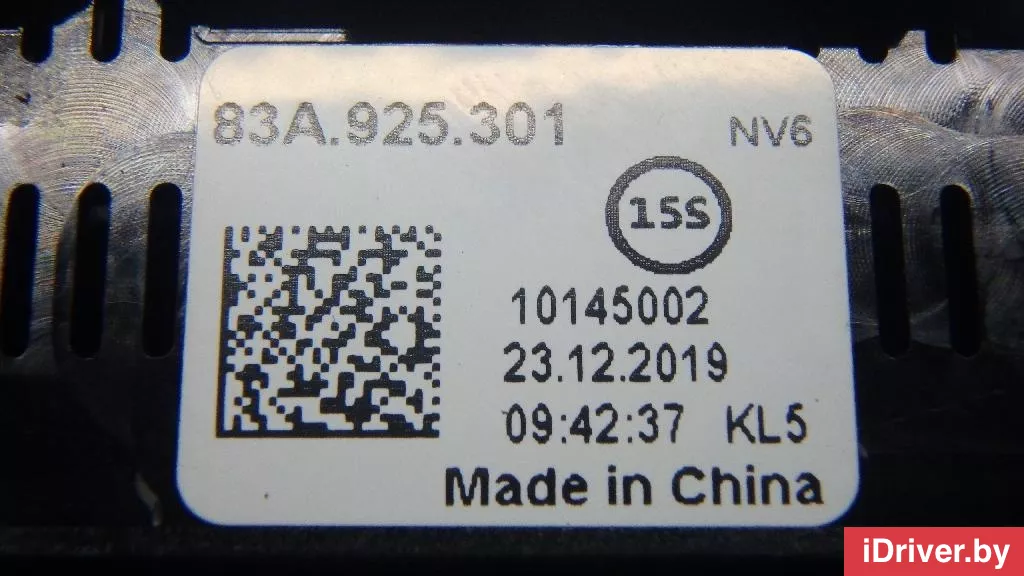 83A.925.301
NV6
15S
10145002
23.12.2019
09:42:37 KL5
Made in China
iDriver.by